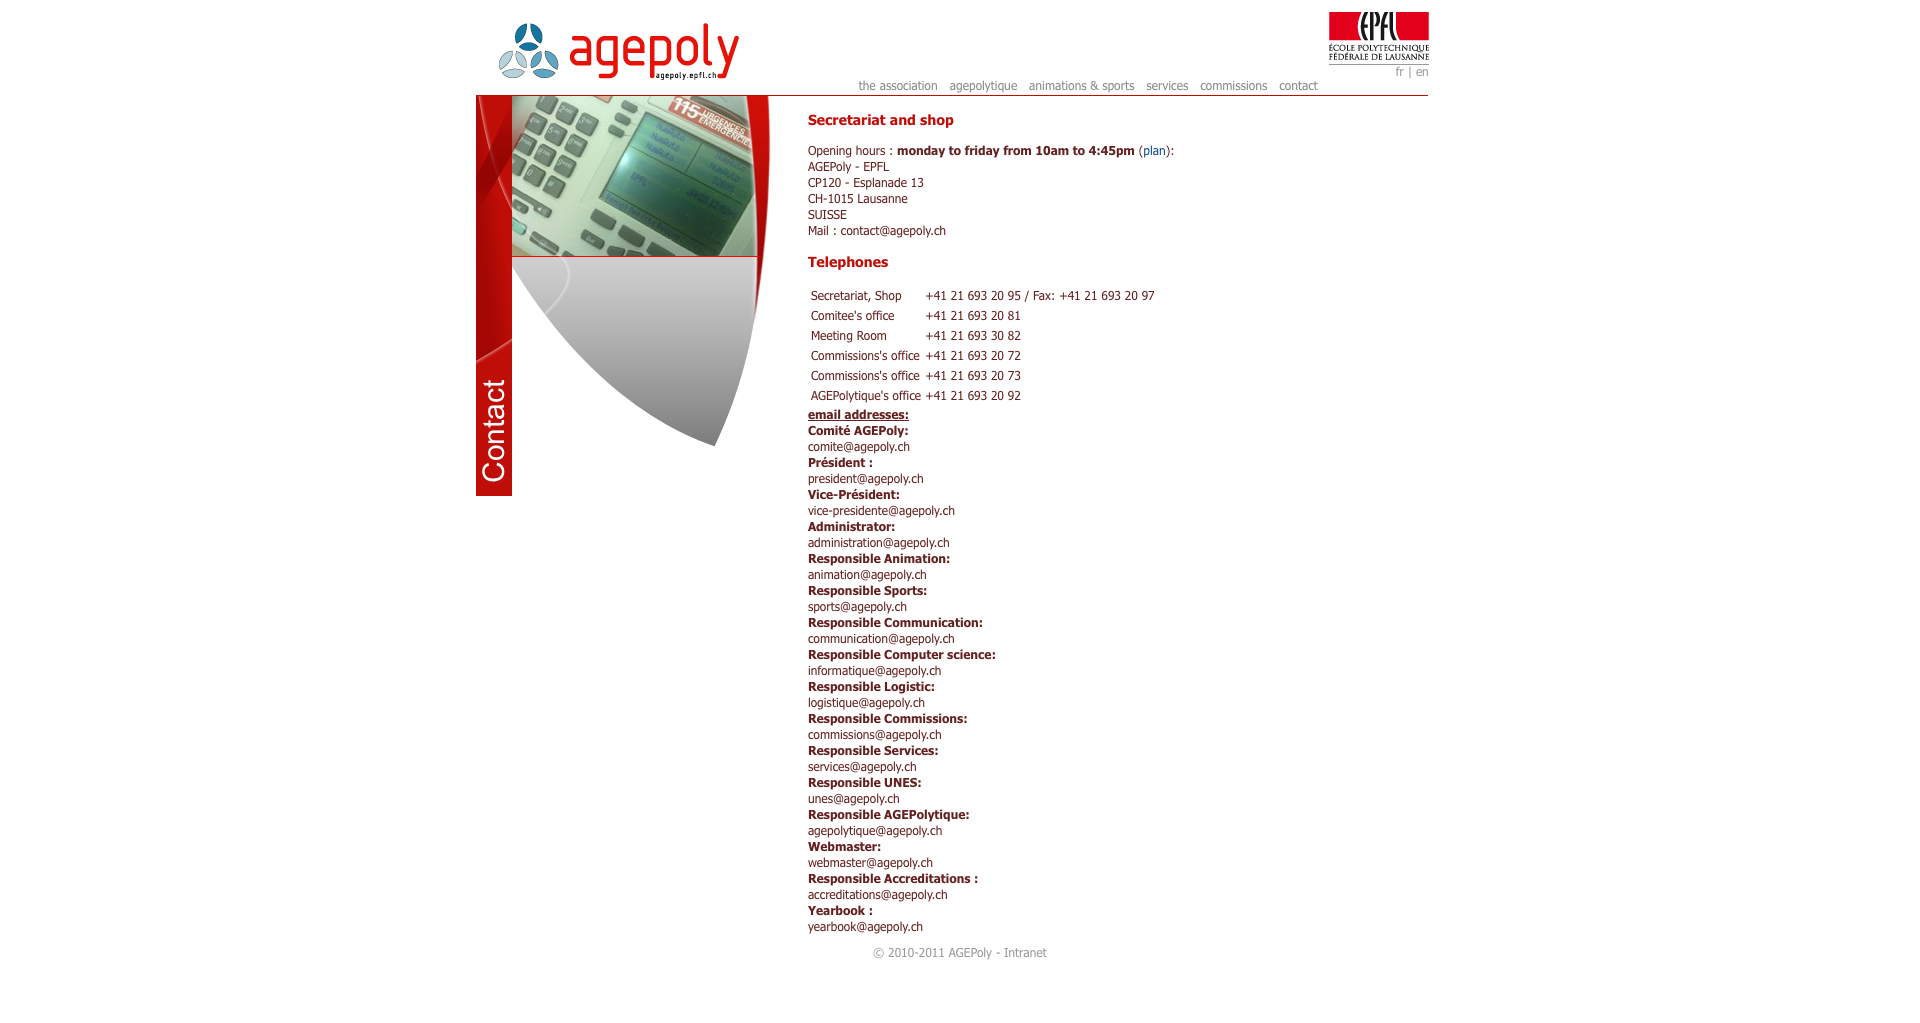 agepoly
agepoly.epfl.ch
EPFL
ÉCOLE POLYTECHNIQUE
FÉDÉRALE DE LAUSANNE
fr | en
the association agepolytique animations & sports services commissions contact
115 URGENCES
EMERGENCIES
EPFL
Contact
Secretariat and shop
Opening hours : monday to friday from 10am to 4:45pm (plan):
AGEPoly - EPFL
CP120 - Esplanade 13
CH-1015 Lausanne
SUISSE
Mail : contact@agepoly.ch
Telephones
Secretariat, Shop +41 21 693 20 95 / Fax: +41 21 693 20 97
Comitee's office +41 21 693 20 81
Meeting Room +41 21 693 30 82
Commissions's office +41 21 693 20 72
Commissions's office +41 21 693 20 73
AGEPolytique's office +41 21 693 20 92
email addresses:
Comité AGEPoly:
comite@agepoly.ch
Président :
president@agepoly.ch
Vice-Président:
vice-presidente@agepoly.ch
Administrator:
administration@agepoly.ch
Responsible Animation:
animation@agepoly.ch
Responsible Sports:
sports@agepoly.ch
Responsible Communication:
communication@agepoly.ch
Responsible Computer science:
informatique@agepoly.ch
Responsible Logistic:
logistique@agepoly.ch
Responsible Commissions:
commissions@agepoly.ch
Responsible Services:
services@agepoly.ch
Responsible UNES:
unes@agepoly.ch
Responsible AGEPolytique:
agepolytique@agepoly.ch
Webmaster:
webmaster@agepoly.ch
Responsible Accreditations :
accreditations@agepoly.ch
Yearbook :
yearbook@agepoly.ch
© 2010-2011 AGEPoly - Intranet